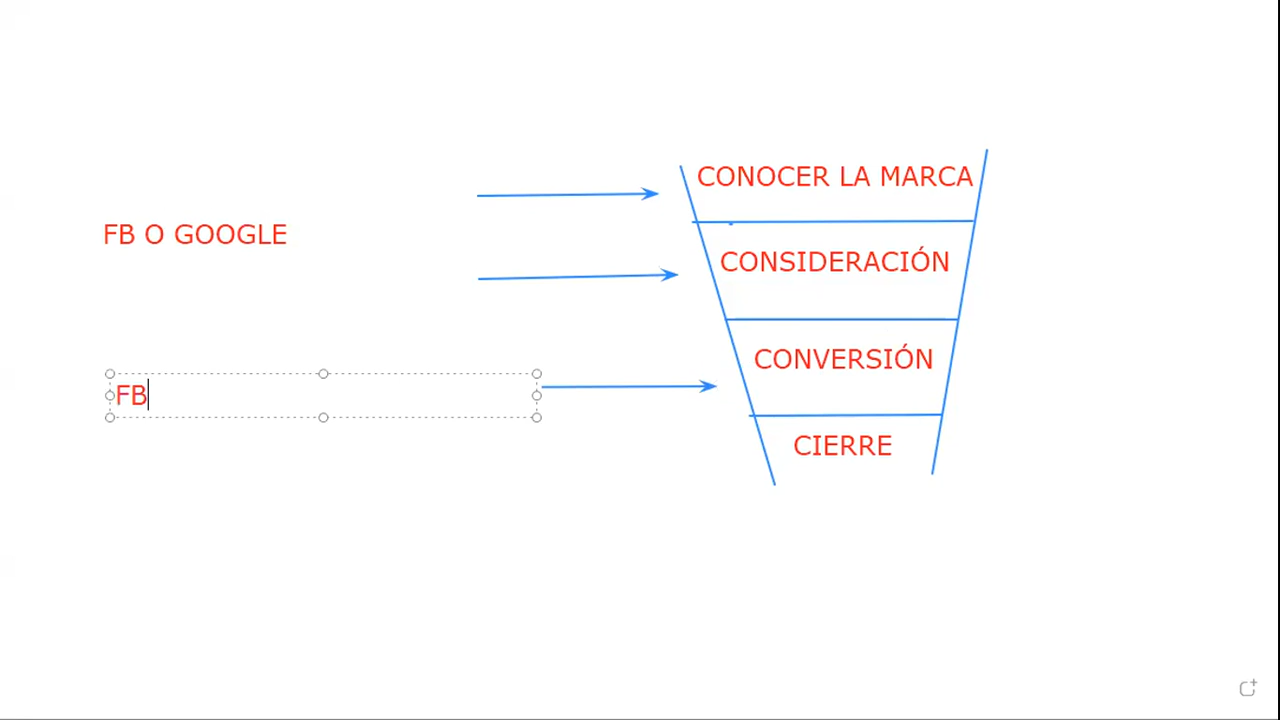 CONOCER LA MARCA
FB O GOOGLE
CONSIDERACIÓN
CONVERSIÓN
FB
CIERRE